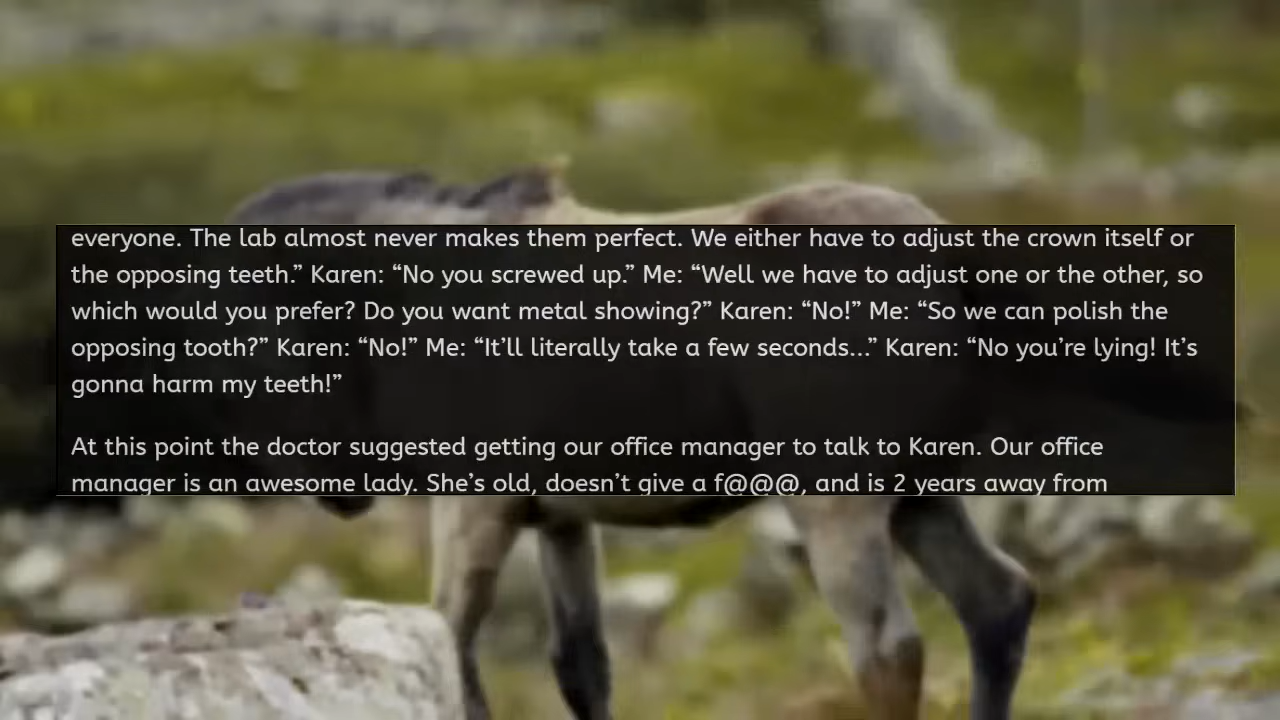 everyone. The lab almost never makes them perfect. We either have to adjust the crown itself or
the opposing teeth.” Karen: “No you screwed up.” Me: “Well we have to adjust one or the other, so
which would you prefer? Do you want metal showing?” Karen: “No!” Me: “So we can polish the
opposing tooth?” Karen: “No!” Me: “It’ll literally take a few seconds...” Karen: “No you’re lying! It’s
gonna harm my teeth!”
At this point the doctor suggested getting our office manager to talk to Karen. Our office
manager is an awesome lady. She’s old, doesn’t give a f@@@, and is 2 years away from